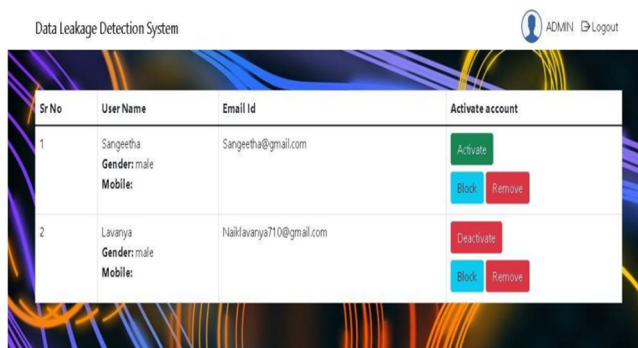 Data Leakage Detection System
ADMIN Logout
Sr No User Name Email Id Activate account
1 Sangeetha Sangeetha@gmail.com Activate
Gender: male
Mobile:
Block Remove
2 Lavanya Naiklavanya710@gmail.com Deactivate
Gender: male
Mobile:
Block Remove